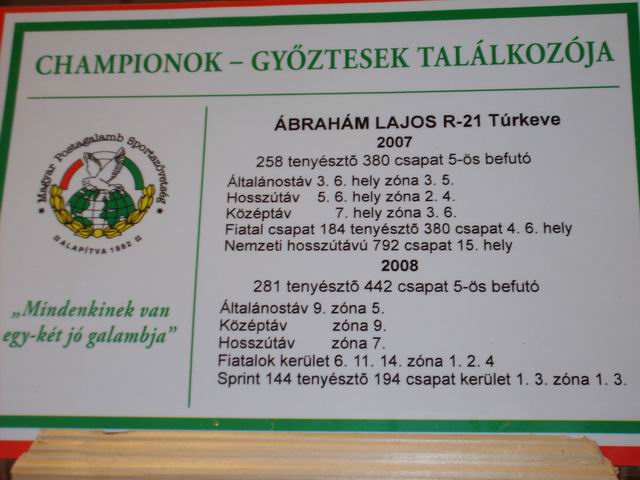 CHAMPIONOK – GYŐZTESEK TALÁLKOZÓJA
Magyar Postagalamb Sportszövetség
ALAPÍTVA 1882
„Mindenkinek van
egy-két jó galambja”
ÁBRAHÁM LAJOS R-21 Túrkeve
2007
258 tenyésztõ 380 csapat 5-ös befutó
Általánostáv 3. 6. hely zóna 3. 5.
Hosszútáv 5. 6. hely zóna 2. 4.
Középtáv 7. hely zóna 3. 6.
Fiatal csapat 184 tenyésztõ 380 csapat 4. 6. hely
Nemzeti hosszútávú 792 csapat 15. hely
2008
281 tenyésztõ 442 csapat 5-ös befutó
Általánostáv 9. zóna 5.
Középtáv zóna 9.
Hosszútáv zóna 7.
Fiatalok kerület 6. 11. 14. zóna 1. 2. 4
Sprint 144 tenyésztõ 194 csapat kerület 1. 3. zóna 1. 3.